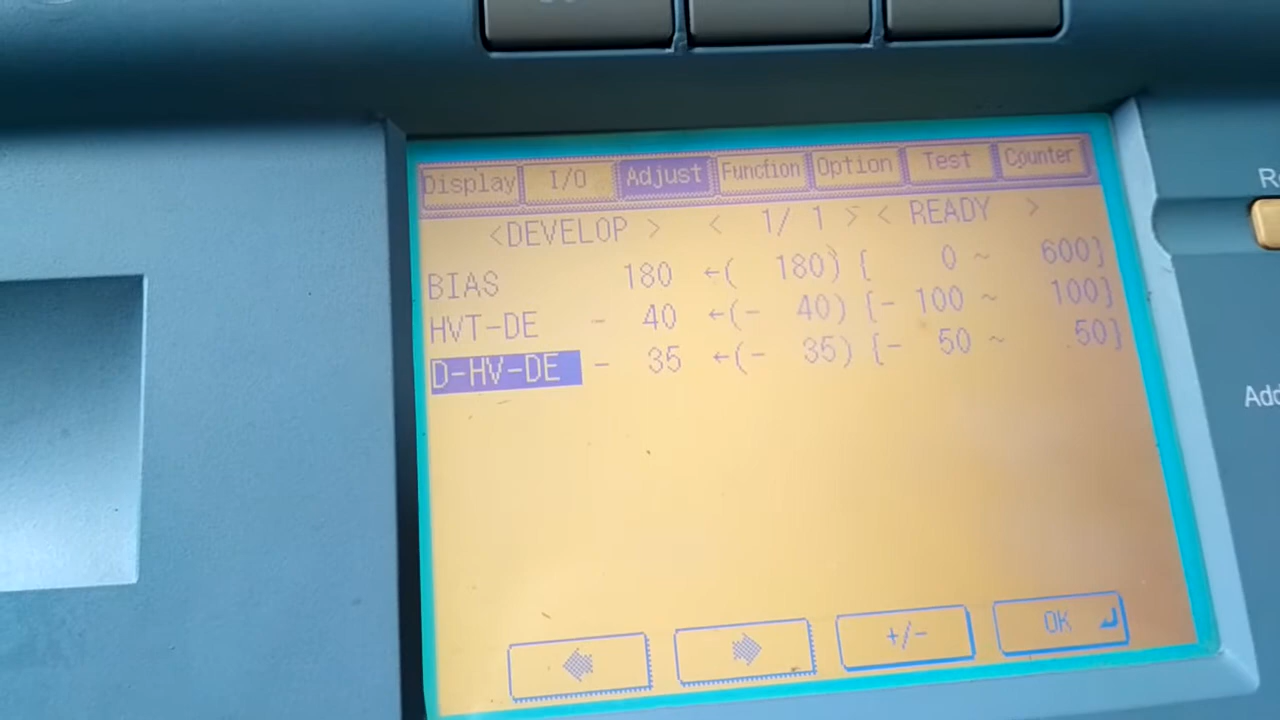 Display I/O Adjust Function Option Test Counter
<DEVELOP > < 1/ 1 > < READY >
BIAS 180 ←( 180) { 0 ~ 600}
HVT-DE - 40 ←(- 40) {- 100 ~ 100}
D-HV-DE - 35 ←(- 35) {- 50 ~ 50}
+/- OK
Add